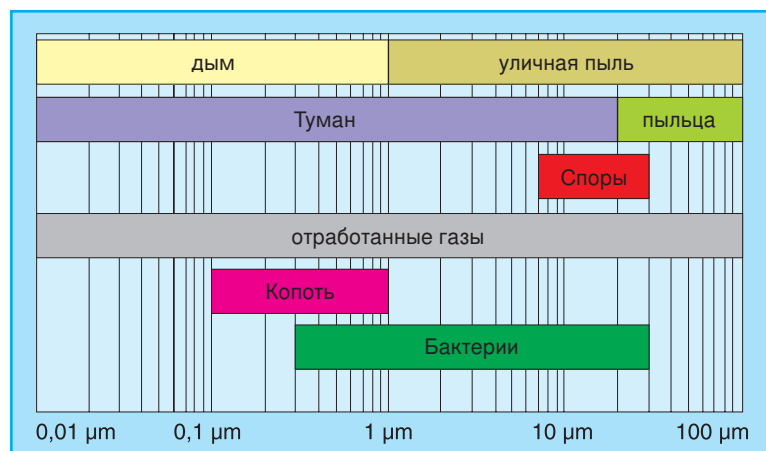 дым уличная пыль
Туман пыльца
Споры
отработанные газы
Копоть
Бактерии
0,01 µm 0,1 µm 1 µm 10 µm 100 µm